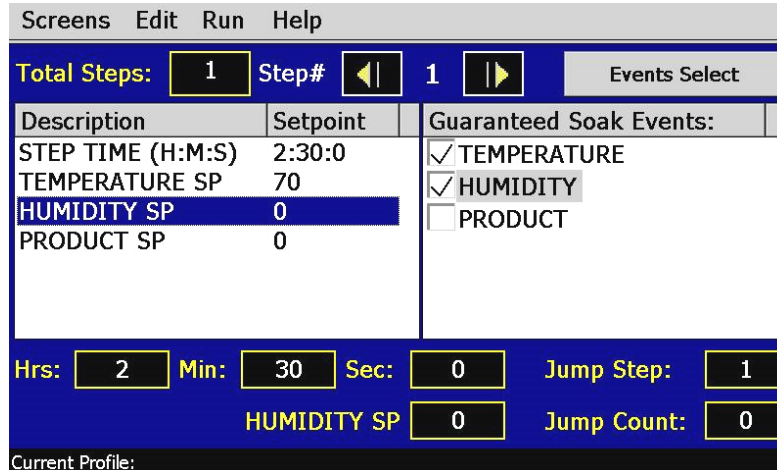 Screens Edit Run Help
Total Steps: 1 Step# 1 Events Select
Description Setpoint Guaranteed Soak Events:
STEP TIME (H:M:S) 2:30:0 TEMPERATURE
TEMPERATURE SP 70 HUMIDITY
HUMIDITY SP 0 PRODUCT
PRODUCT SP 0
Hrs: 2 Min: 30 Sec: 0 Jump Step: 1
HUMIDITY SP 0 Jump Count: 0
Current Profile: